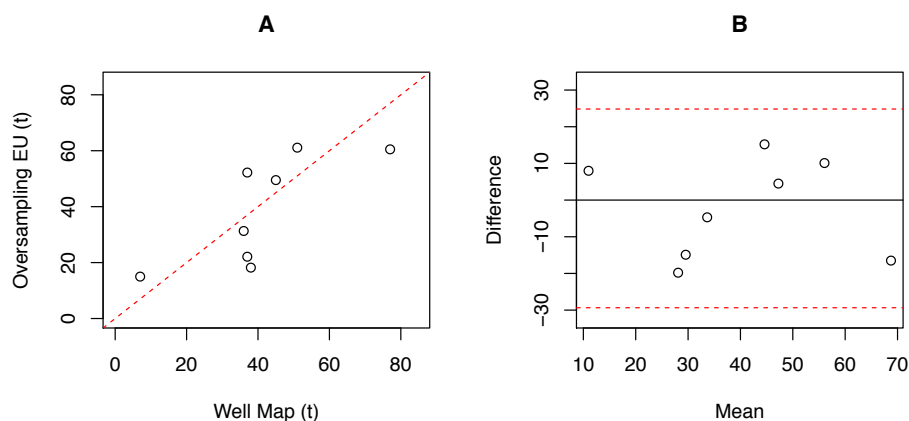 A
Oversampling EU (t)
80
60
40
20
0
0 20 40 60 80
Well Map (t)
B
Difference
30
10
−10
−30
10 20 30 40 50 60 70
Mean